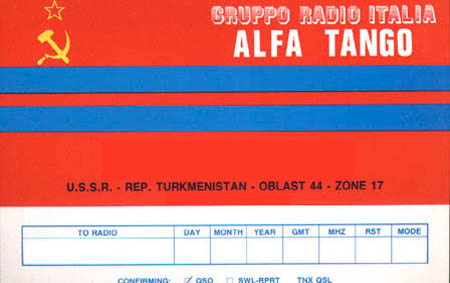 GRUPPO RADIO ITALIA
ALFA TANGO
U.S.S.R. - REP. TURKMENISTAN - OBLAST 44 - ZONE 17
TO RADIO DAY MONTH YEAR GMT MHZ RST MODE
CONFIRMING: QSO SWL-RPRT TNX QSL